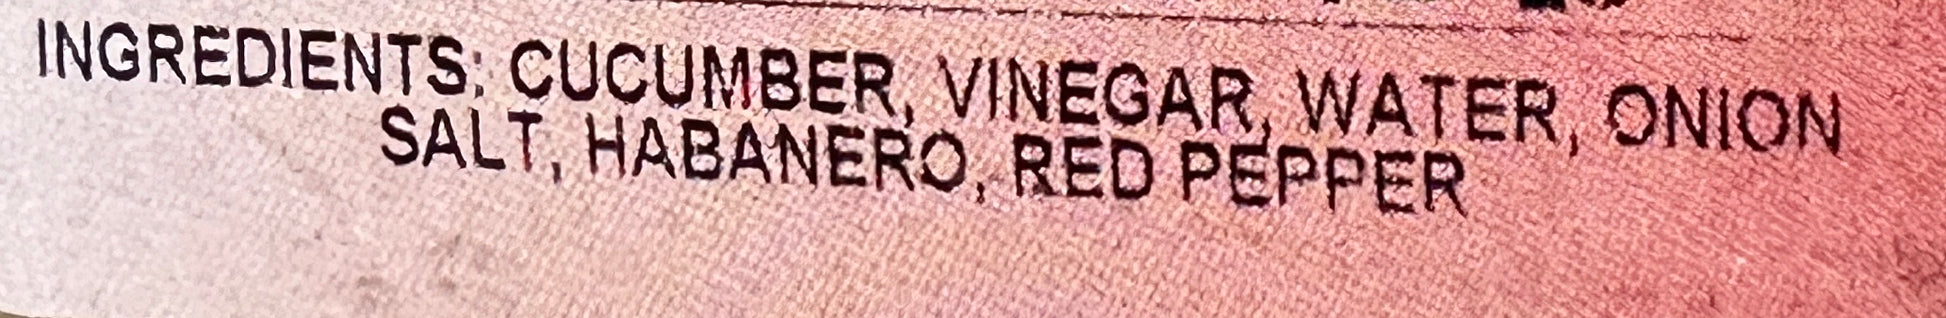 INGREDIENTS: CUCUMBER, VINEGAR, WATER, ONION
SALT, HABANERO, RED PEPPER